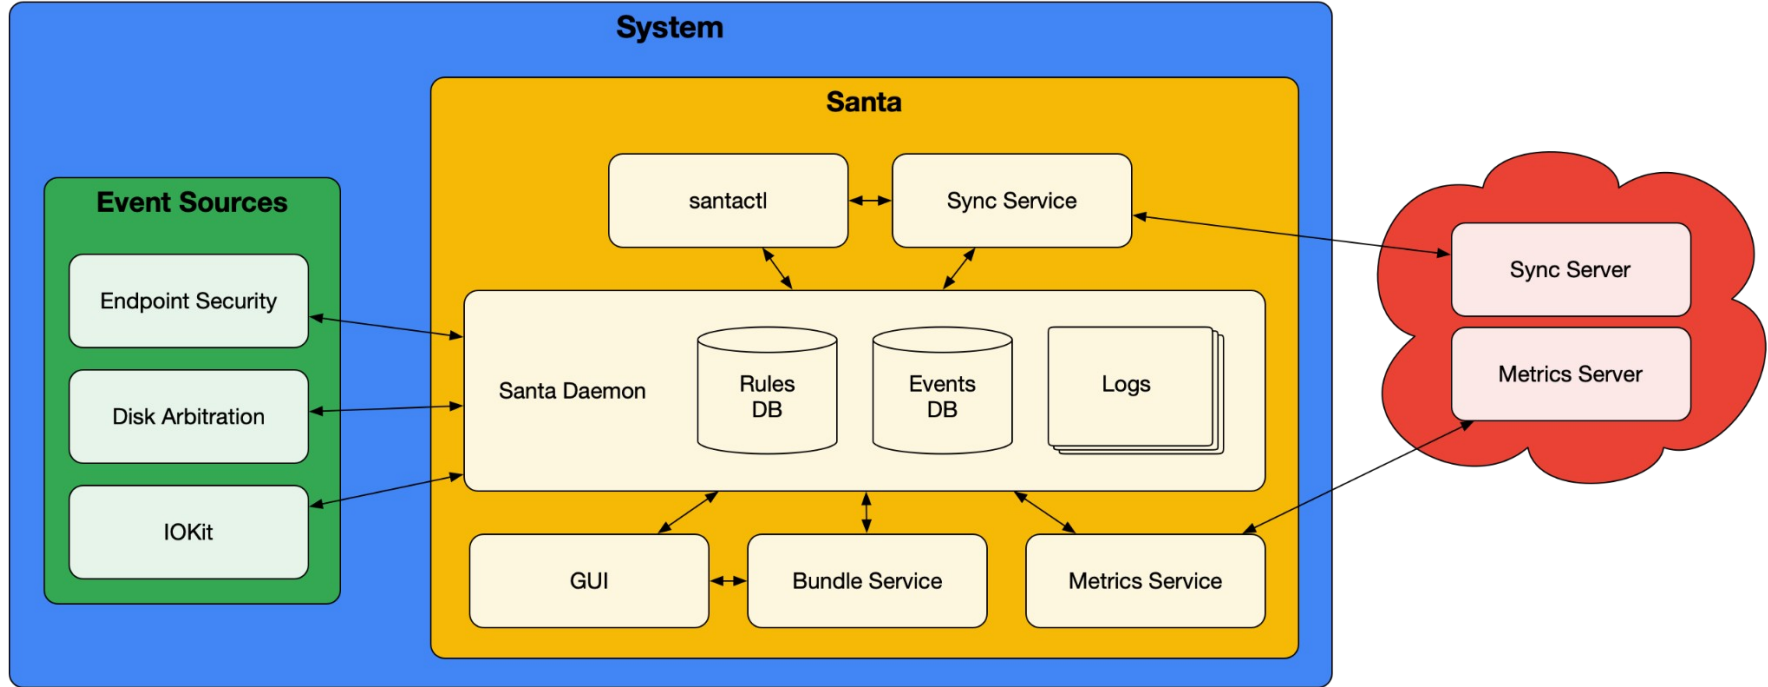 System
Santa
Event Sources
santactl
Sync Service
Sync Server
Endpoint Security
Disk Arbitration
IOKit
Santa Daemon
Rules
DB
Events
DB
Logs
Metrics Server
GUI
Bundle Service
Metrics Service